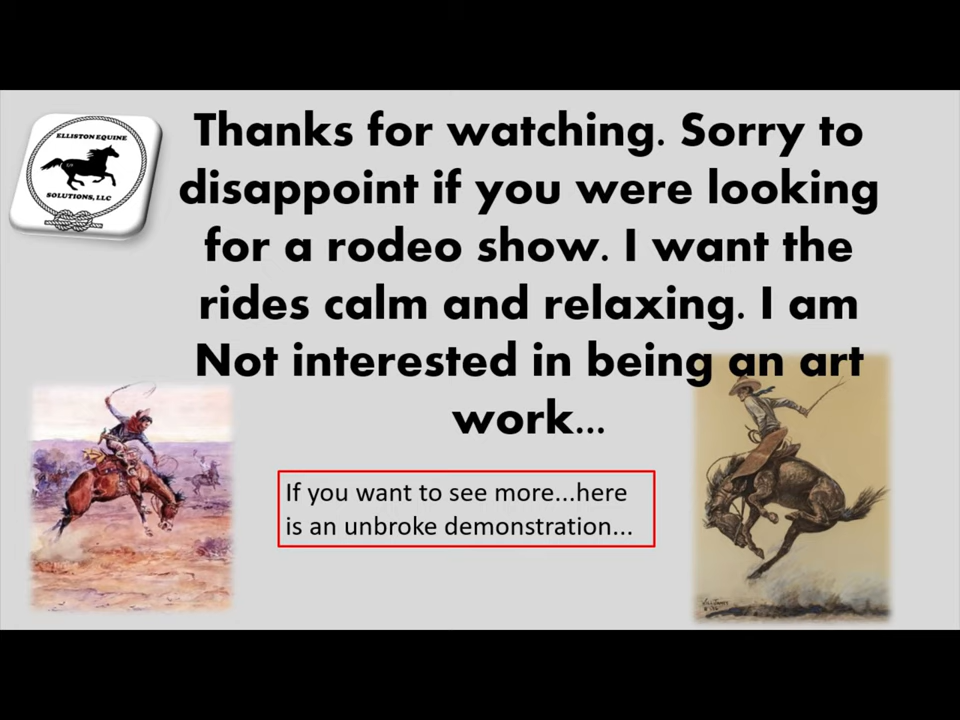 ELLISTON EQUINE
SOLUTIONS, LLC
Thanks for watching. Sorry to
disappoint if you were looking
for a rodeo show. I want the
rides calm and relaxing. I am
Not interested in being an art
work...
If you want to see more...here
is an unbroke demonstration...